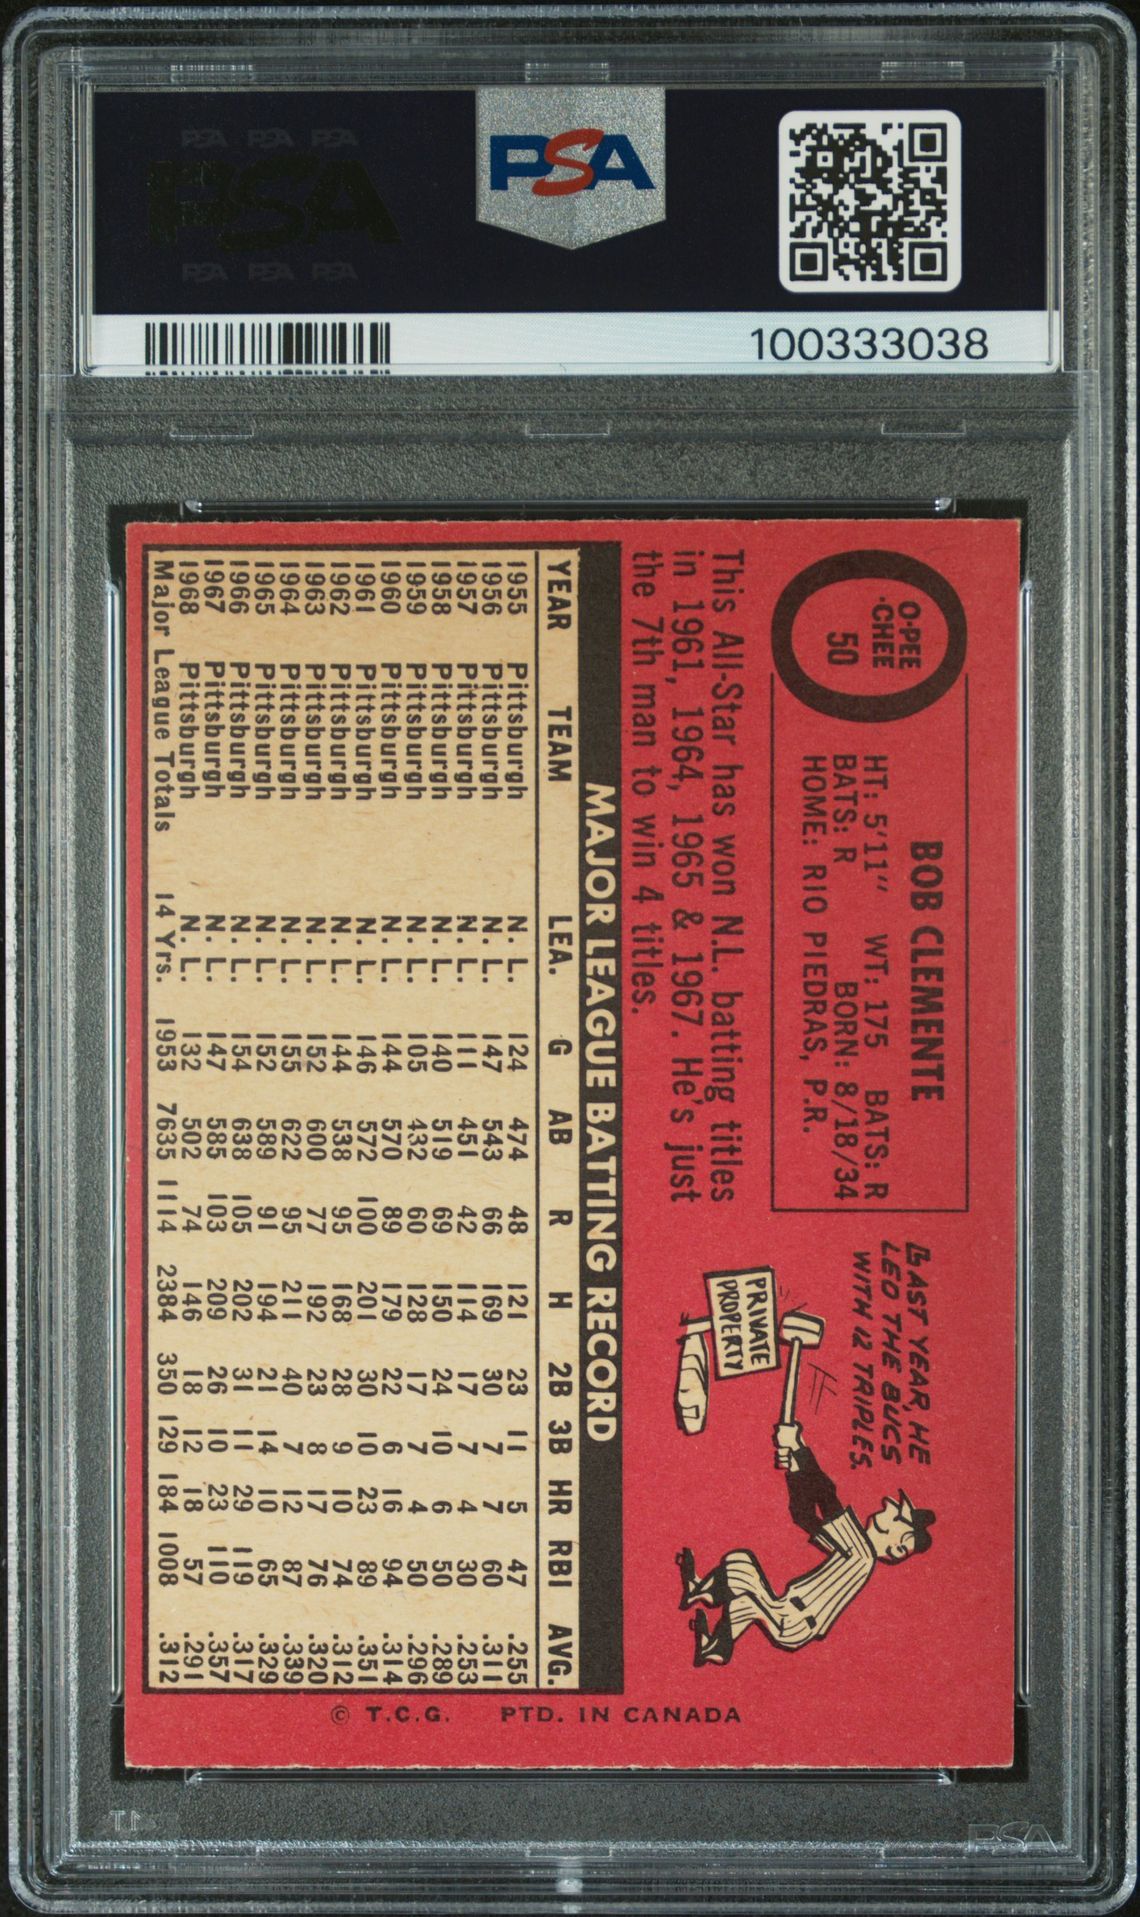 PSA PSA PSA
PSA
PSA PSA PSA
PSA
100333038
O-PEE
-CHEE
50
BOB CLEMENTE
HT: 5'11" WT: 175 BATS: R
BATS: R BORN: 8/18/34
HOME: RIO PIEDRAS, P.R.
LAST YEAR, HE
LED THE BUCS
WITH 12 TRIPLES.
PRIVATE
PROPERTY
This All-Star has won N.L. batting titles
in 1961, 1964, 1965 & 1967. He's just
the 7th man to win 4 titles.
MAJOR LEAGUE BATTING RECORD
YEAR TEAM LEA. G AB R H 2B 3B HR RBI AVG.
1955 Pittsburgh N. L. 124 474 48 121 23 11 5 47 .255
1956 Pittsburgh N. L. 147 543 66 169 30 7 7 60 .311
1957 Pittsburgh N. L. 111 451 42 114 17 7 4 30 .253
1958 Pittsburgh N. L. 140 519 69 150 24 10 6 50 .289
1959 Pittsburgh N. L. 105 432 60 128 17 7 4 50 .296
1960 Pittsburgh N. L. 144 570 89 179 22 6 16 94 .314
1961 Pittsburgh N. L. 146 572 100 201 30 10 23 89 .351
1962 Pittsburgh N. L. 144 538 95 168 28 9 10 74 .312
1963 Pittsburgh N. L. 152 600 77 192 23 8 17 76 .320
1964 Pittsburgh N. L. 155 622 95 211 40 7 12 87 .339
1965 Pittsburgh N. L. 152 589 91 194 21 14 10 65 .329
1966 Pittsburgh N. L. 154 638 105 202 31 11 29 119 .317
1967 Pittsburgh N. L. 147 585 103 209 26 10 23 110 .357
1968 Pittsburgh N. L. 132 502 74 146 18 12 18 57 .291
Major League Totals 14 Yrs. 1953 7635 1114 2384 350 129 184 1008 .312
© T.C.G. PTD. IN CANADA
PSA